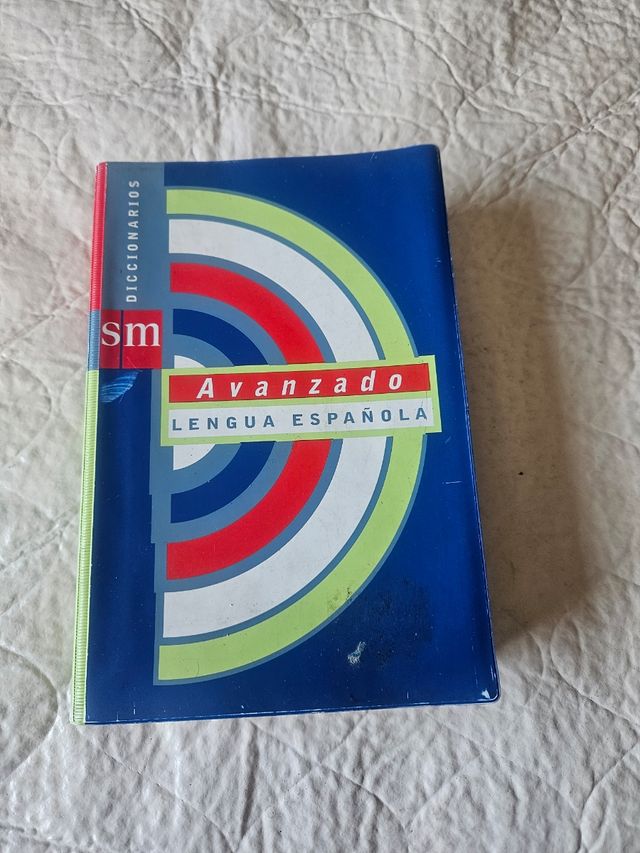 DICCIONARIOS
sm
Avanzado
LENGUA ESPAÑOLA